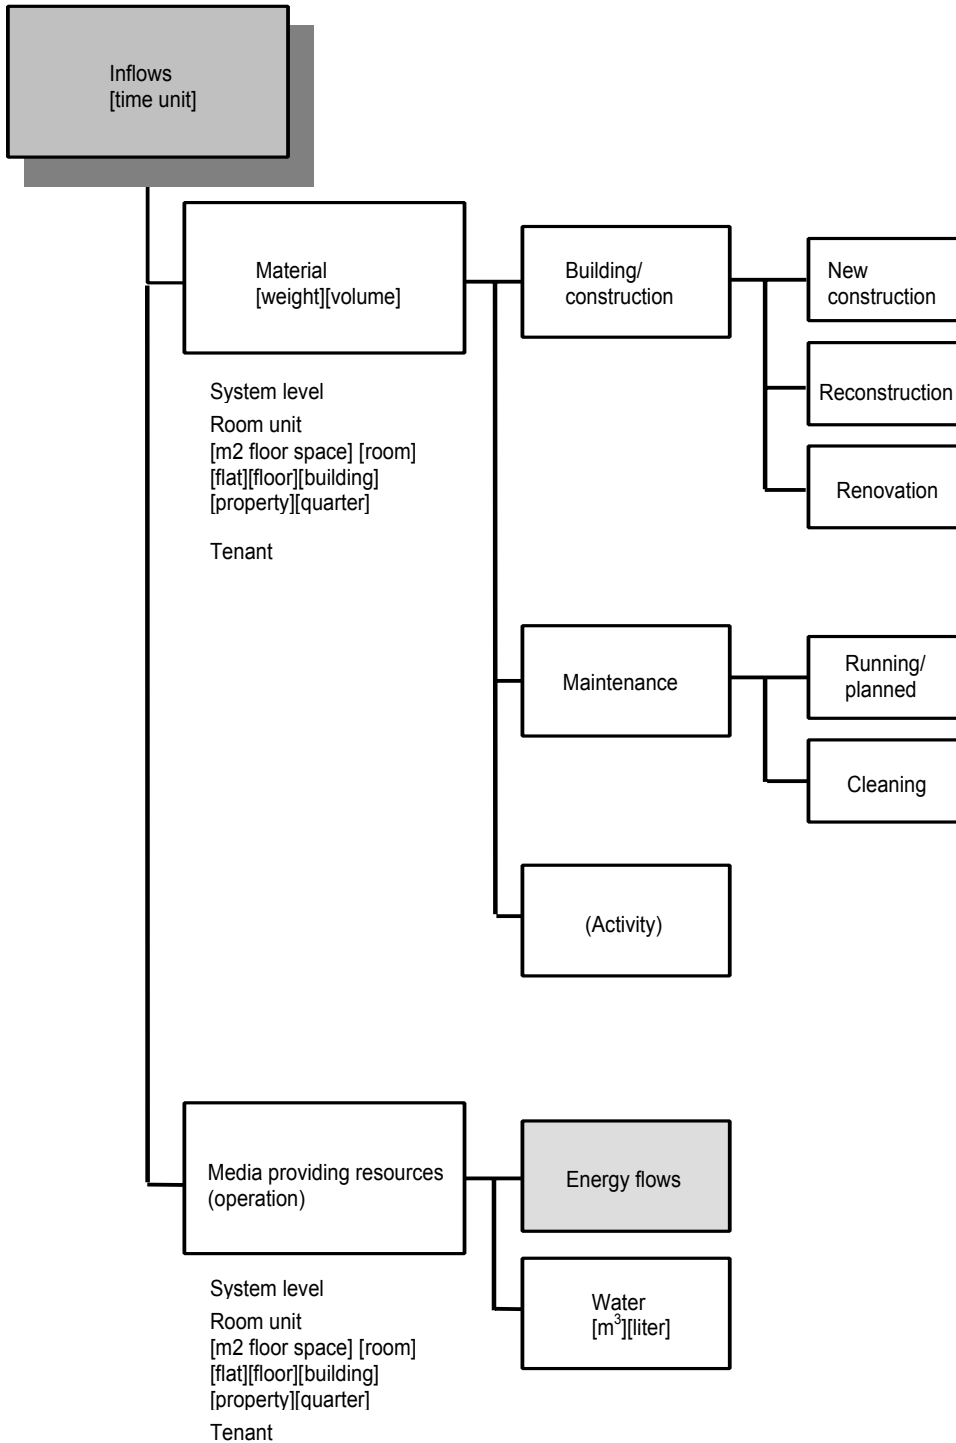 Inflows
[time unit]
Material
[weight][volume]
Building/
construction
New
construction
Reconstruction
Renovation
System level
Room unit
[m2 floor space] [room]
[flat][floor][building]
[property][quarter]
Tenant
Maintenance
Running/
planned
Cleaning
(Activity)
Media providing resources
(operation)
Energy flows
Water
[m³][liter]
System level
Room unit
[m2 floor space] [room]
[flat][floor][building]
[property][quarter]
Tenant